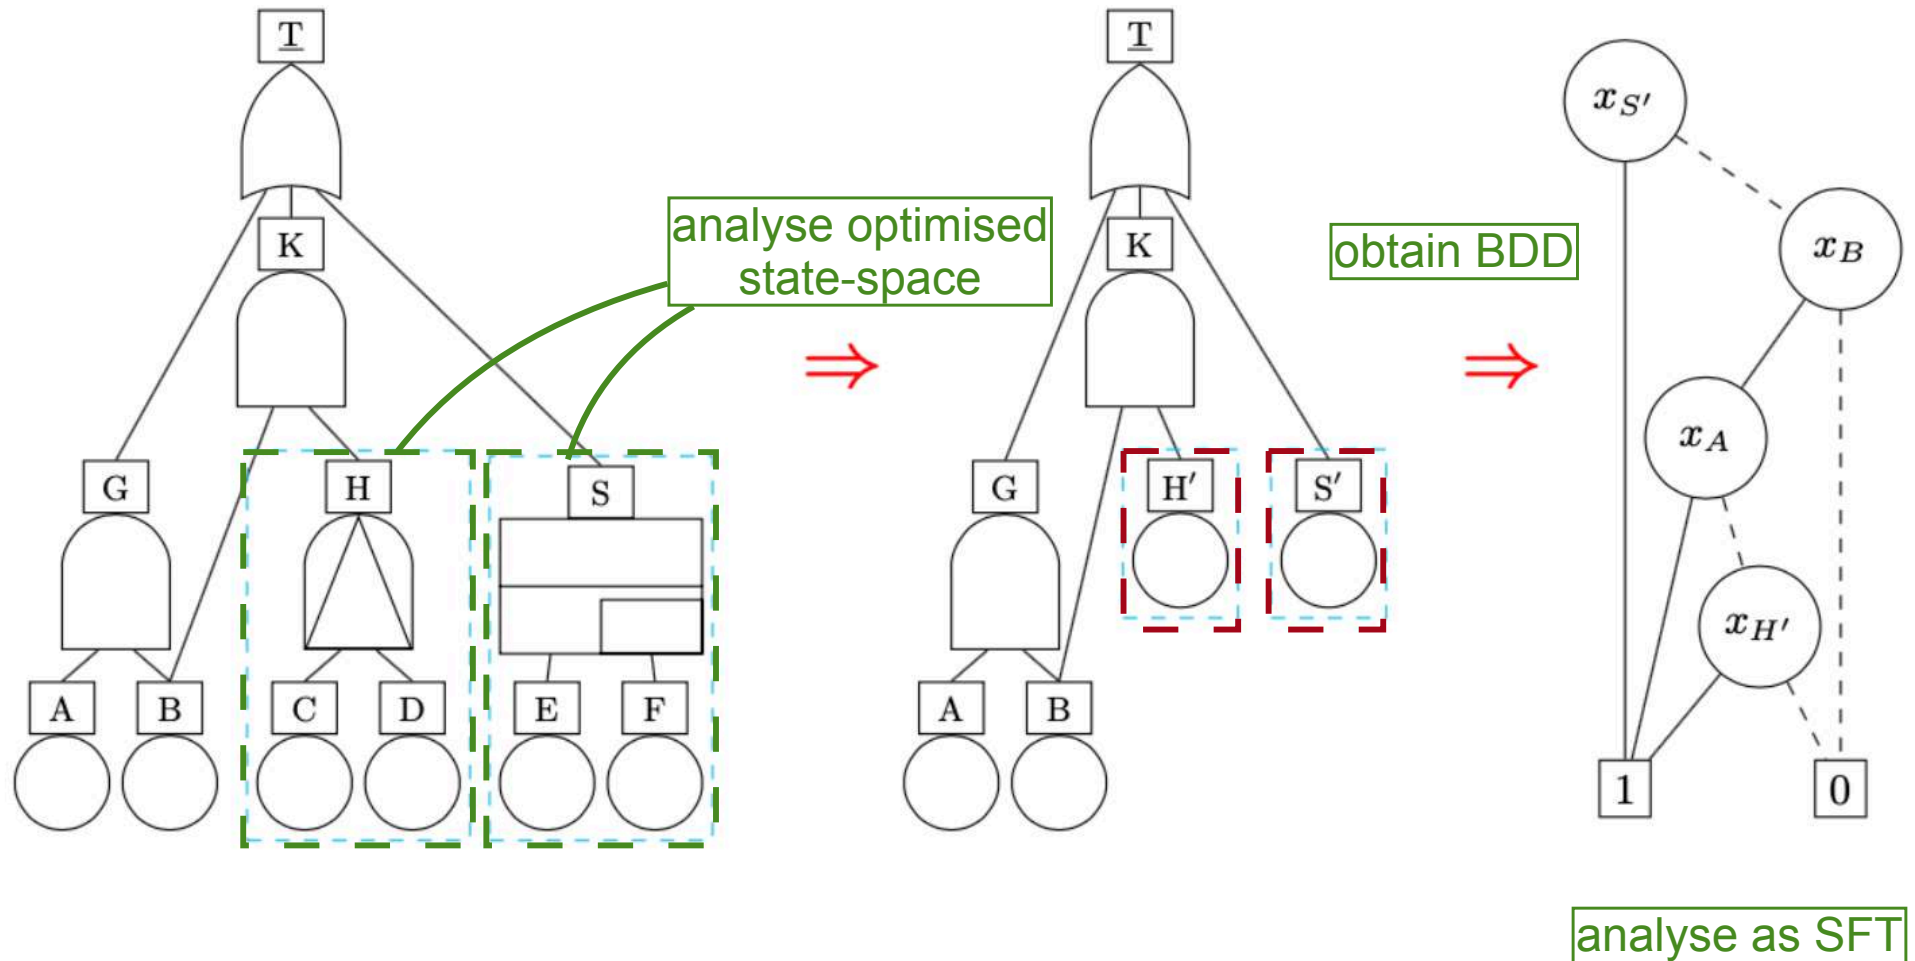 T
K
G
H
S
A
B
C
D
E
F
analyse optimised
state-space
⇒
T
K
G
H′
S′
A
B
obtain BDD
⇒
x_{S′}
x_B
x_A
x_{H′}
1
0
analyse as SFT